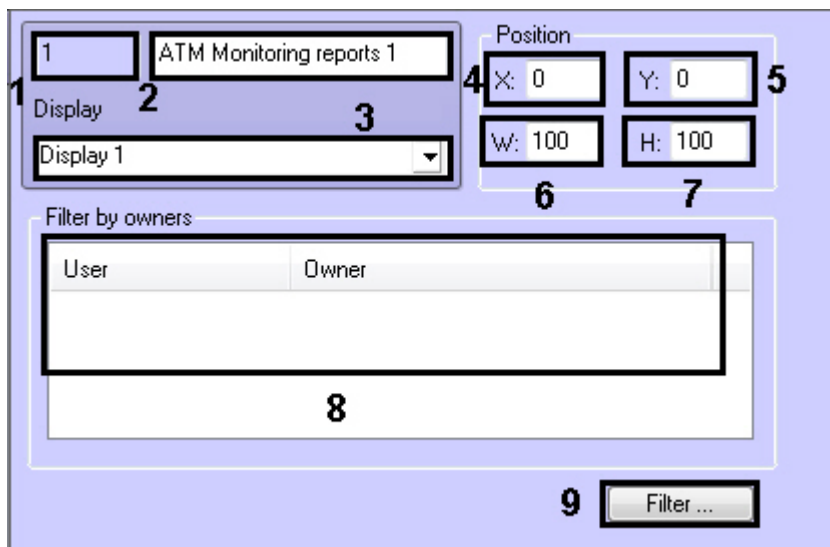 1
ATM Monitoring reports 1
1
2
Display
3
Display 1
Position
4
X: 0
Y: 0
5
W: 100
H: 100
6
7
Filter by owners
User
Owner
8
9
Filter ...